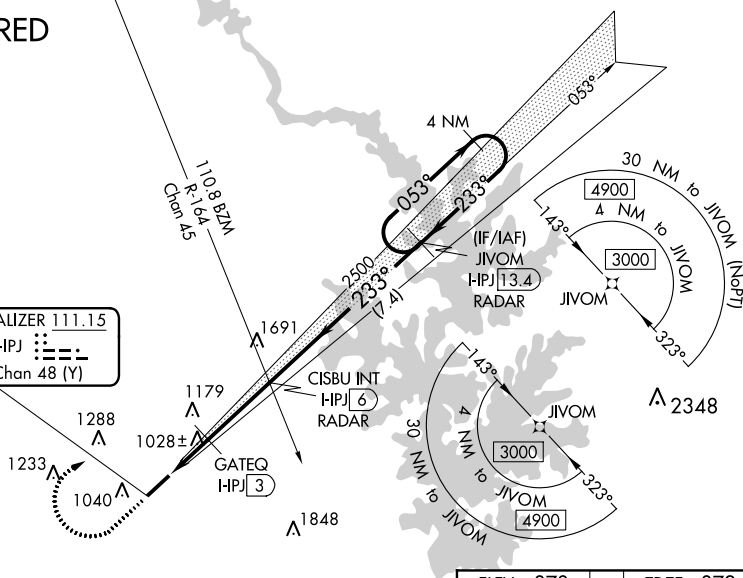 RED
110.8 BZM
R-164
Chan 45
4 NM
053°
053°
233°
(IF/IAF)
JIVOM
I-IPJ 13.4
RADAR
2500
233°
(7.4)
30 NM to JIVOM (NoPT)
4900
4 NM to JIVOM
3000
143°
JIVOM
323°
ALIZER 111.15
-IPJ
Chan 48 (Y)
1691
CISBU INT
I-IPJ 6
RADAR
1179
1288
1028±
1233
1040
GATEQ
I-IPJ 3
1848
143°
JIVOM
4 NM to JIVOM
3000
30 NM to JIVOM
4900
323°
2348